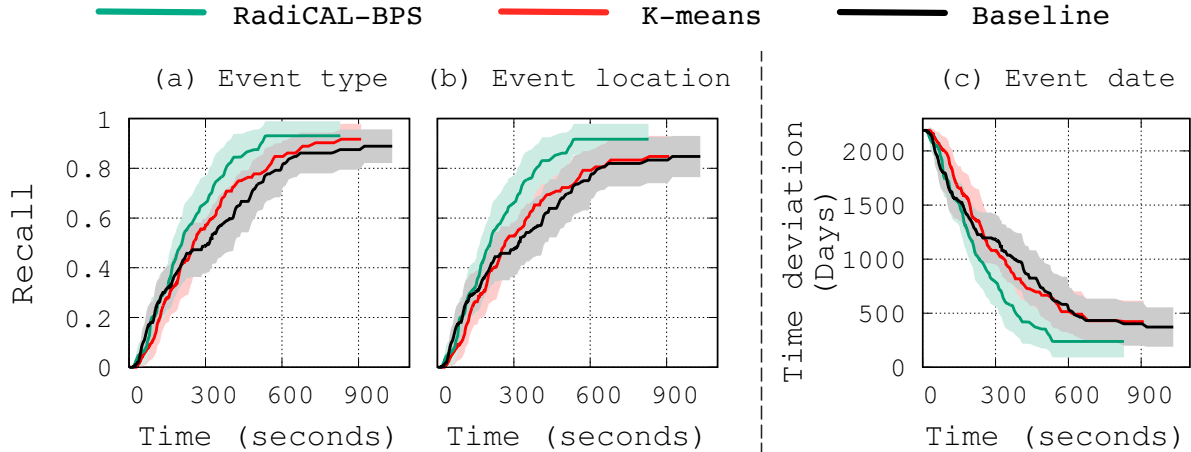 RadiCAL-BPS K-means Baseline
(a) Event type (b) Event location (c) Event date
Recall
1
0.8
0.6
0.4
0.2
0
0 300 600 900
Time (seconds)
0 300 600 900
Time (seconds)
Time deviation
(Days)
2000
1500
1000
500
0
0 300 600 900
Time (seconds)